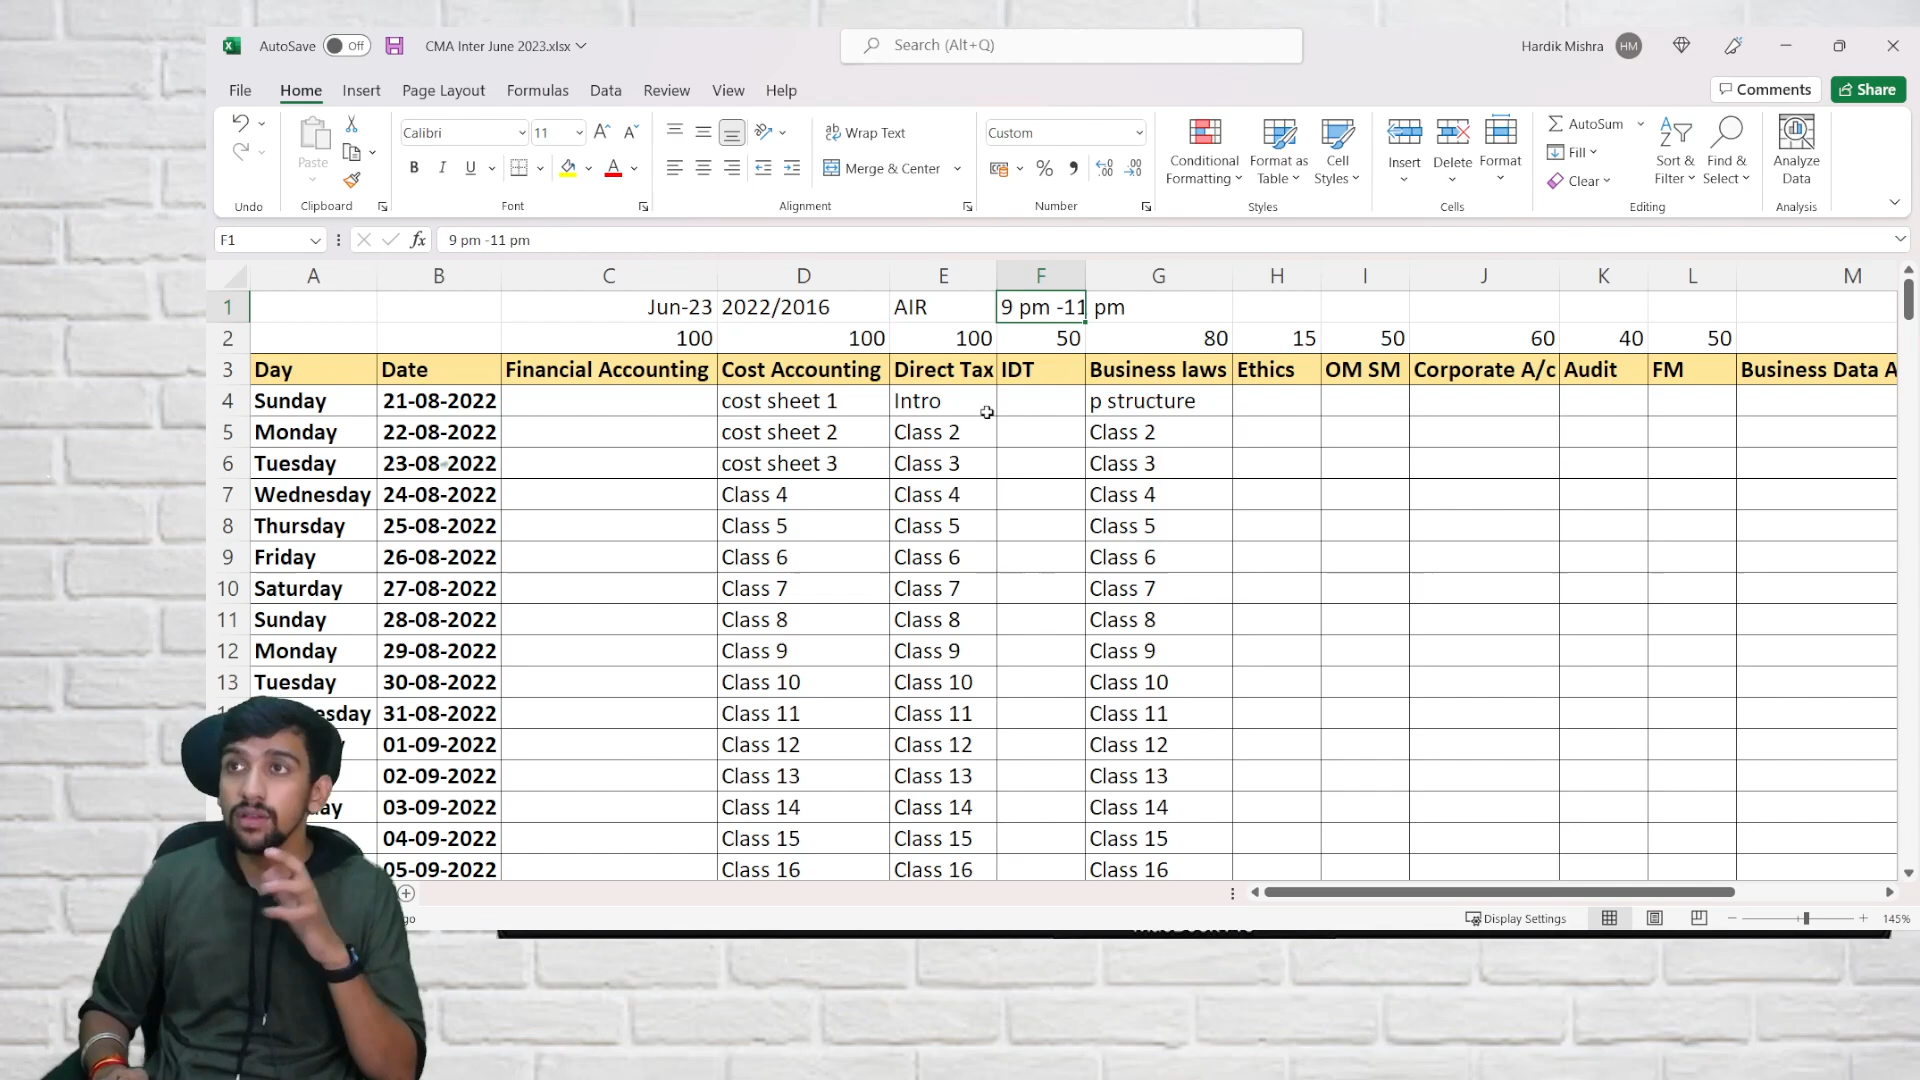 AutoSave Off CMA Inter June 2023.xlsx Search (Alt+Q) Hardik Mishra HM
File Home Insert Page Layout Formulas Data Review View Help Comments Share
Calibri 11 Wrap Text Custom AutoSum
Paste Conditional Formatting Format as Table Cell Styles Insert Delete Format Fill Sort & Filter Find & Select Analyze Data
B I U Merge & Center % Clear
Undo Clipboard Font Alignment Number Styles Cells Editing Analysis
F1 fx 9 pm -11 pm
A B C D E F G H I J K L M
1 Jun-23 2022/2016 AIR 9 pm -11 pm
2 100 100 100 50 80 15 50 60 40 50
3 Day Date Financial Accounting Cost Accounting Direct Tax IDT Business laws Ethics OM SM Corporate A/c Audit FM Business Data A
4 Sunday 21-08-2022 cost sheet 1 Intro p structure
5 Monday 22-08-2022 cost sheet 2 Class 2 Class 2
6 Tuesday 23-08-2022 cost sheet 3 Class 3 Class 3
7 Wednesday 24-08-2022 Class 4 Class 4 Class 4
8 Thursday 25-08-2022 Class 5 Class 5 Class 5
9 Friday 26-08-2022 Class 6 Class 6 Class 6
10 Saturday 27-08-2022 Class 7 Class 7 Class 7
11 Sunday 28-08-2022 Class 8 Class 8 Class 8
12 Monday 29-08-2022 Class 9 Class 9 Class 9
13 Tuesday 30-08-2022 Class 10 Class 10 Class 10
esday 31-08-2022 Class 11 Class 11 Class 11
01-09-2022 Class 12 Class 12 Class 12
02-09-2022 Class 13 Class 13 Class 13
ay 03-09-2022 Class 14 Class 14 Class 14
04-09-2022 Class 15 Class 15 Class 15
05-09-2022 Class 16 Class 16 Class 16
Display Settings 145%